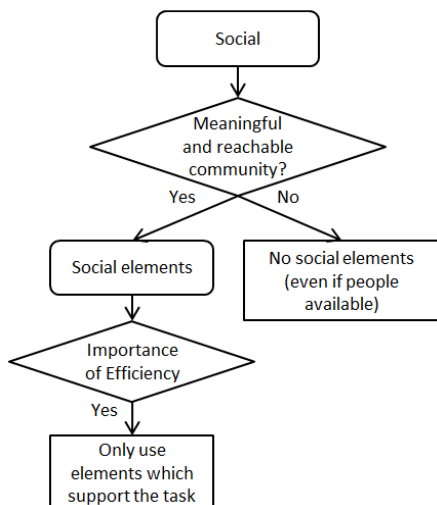 Social
Meaningful
and reachable
community?
Yes
No
Social elements
No social elements
(even if people
available)
Importance
of Efficiency
Yes
Only use
elements which
support the task